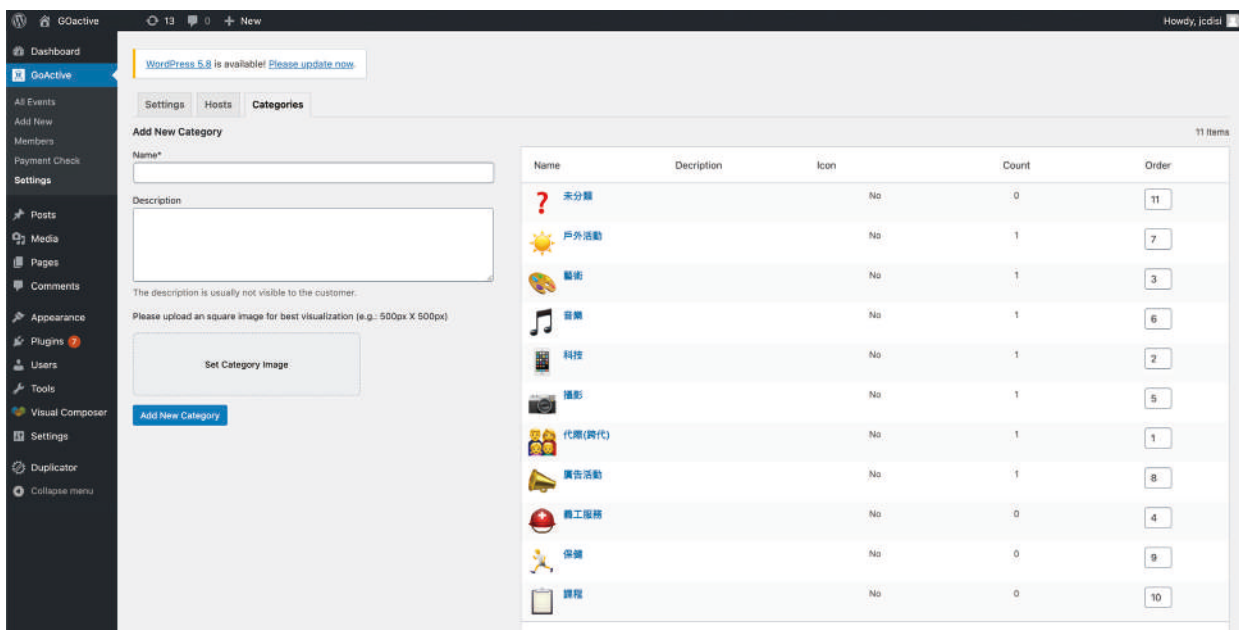 GOactive 13 0 New Howdy, jcdisi
Dashboard
GoActive
All Events
Add New
Members
Payment Check
Settings
Posts
Media
Pages
Comments
Appearance
Plugins 7
Users
Tools
Visual Composer
Settings
Duplicator
Collapse menu
WordPress 5.8 is available! Please update now.
Settings Hosts Categories
Add New Category
Name*
Description
The description is usually not visible to the customer.
Please upload an square image for best visualization (e.g.: 500px X 500px)
Set Category Image
Add New Category
11 Items
Name Decription Icon Count Order
未分類 No 0 11
戶外活動 No 1 7
藝術 No 1 3
音樂 No 1 6
科技 No 1 2
攝影 No 1 5
代際(跨代) No 1 1
廣告活動 No 1 8
義工服務 No 0 4
保健 No 0 9
課程 No 0 10